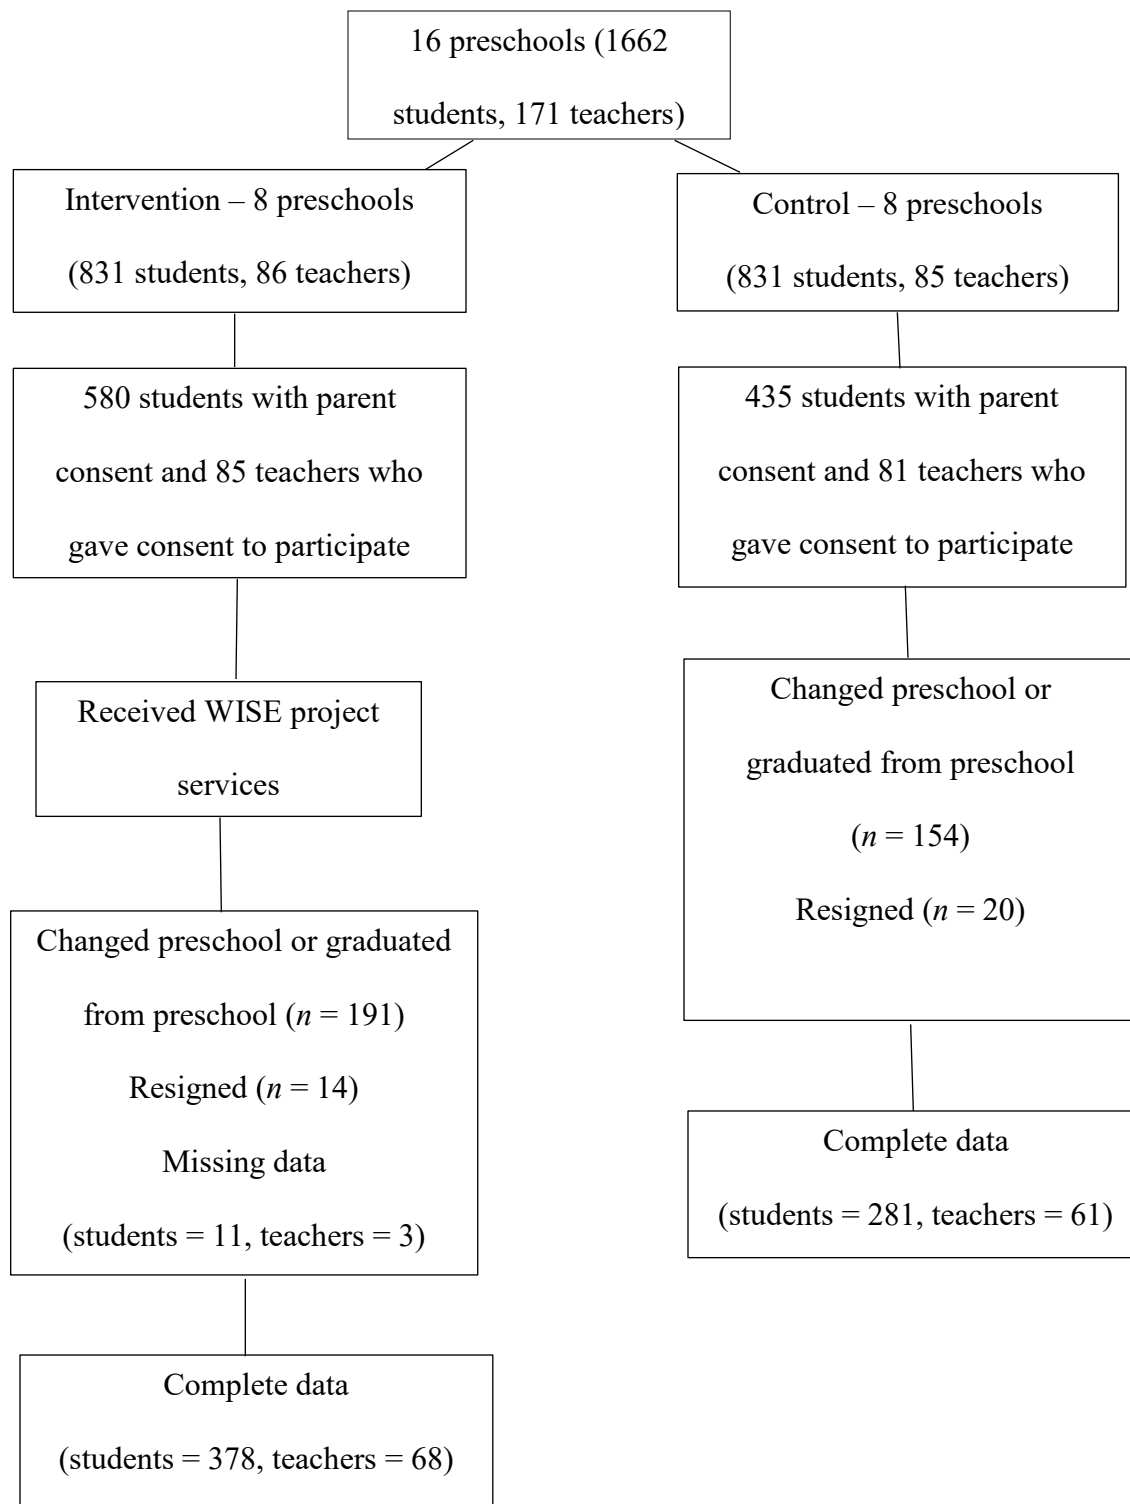 16 preschools (1662
students, 171 teachers)
Intervention – 8 preschools
(831 students, 86 teachers)
Control – 8 preschools
(831 students, 85 teachers)
580 students with parent
consent and 85 teachers who
gave consent to participate
435 students with parent
consent and 81 teachers who
gave consent to participate
Received WISE project
services
Changed preschool or
graduated from preschool
(n = 154)
Resigned (n = 20)
Changed preschool or graduated
from preschool (n = 191)
Resigned (n = 14)
Missing data
(students = 11, teachers = 3)
Complete data
(students = 281, teachers = 61)
Complete data
(students = 378, teachers = 68)